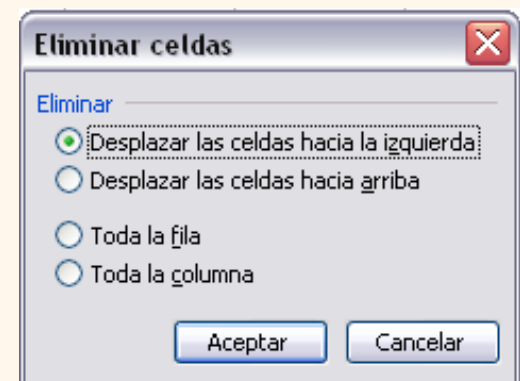 Eliminar celdas
Eliminar
Desplazar las celdas hacia la izquierda
Desplazar las celdas hacia arriba
Toda la fila
Toda la columna
Aceptar
Cancelar